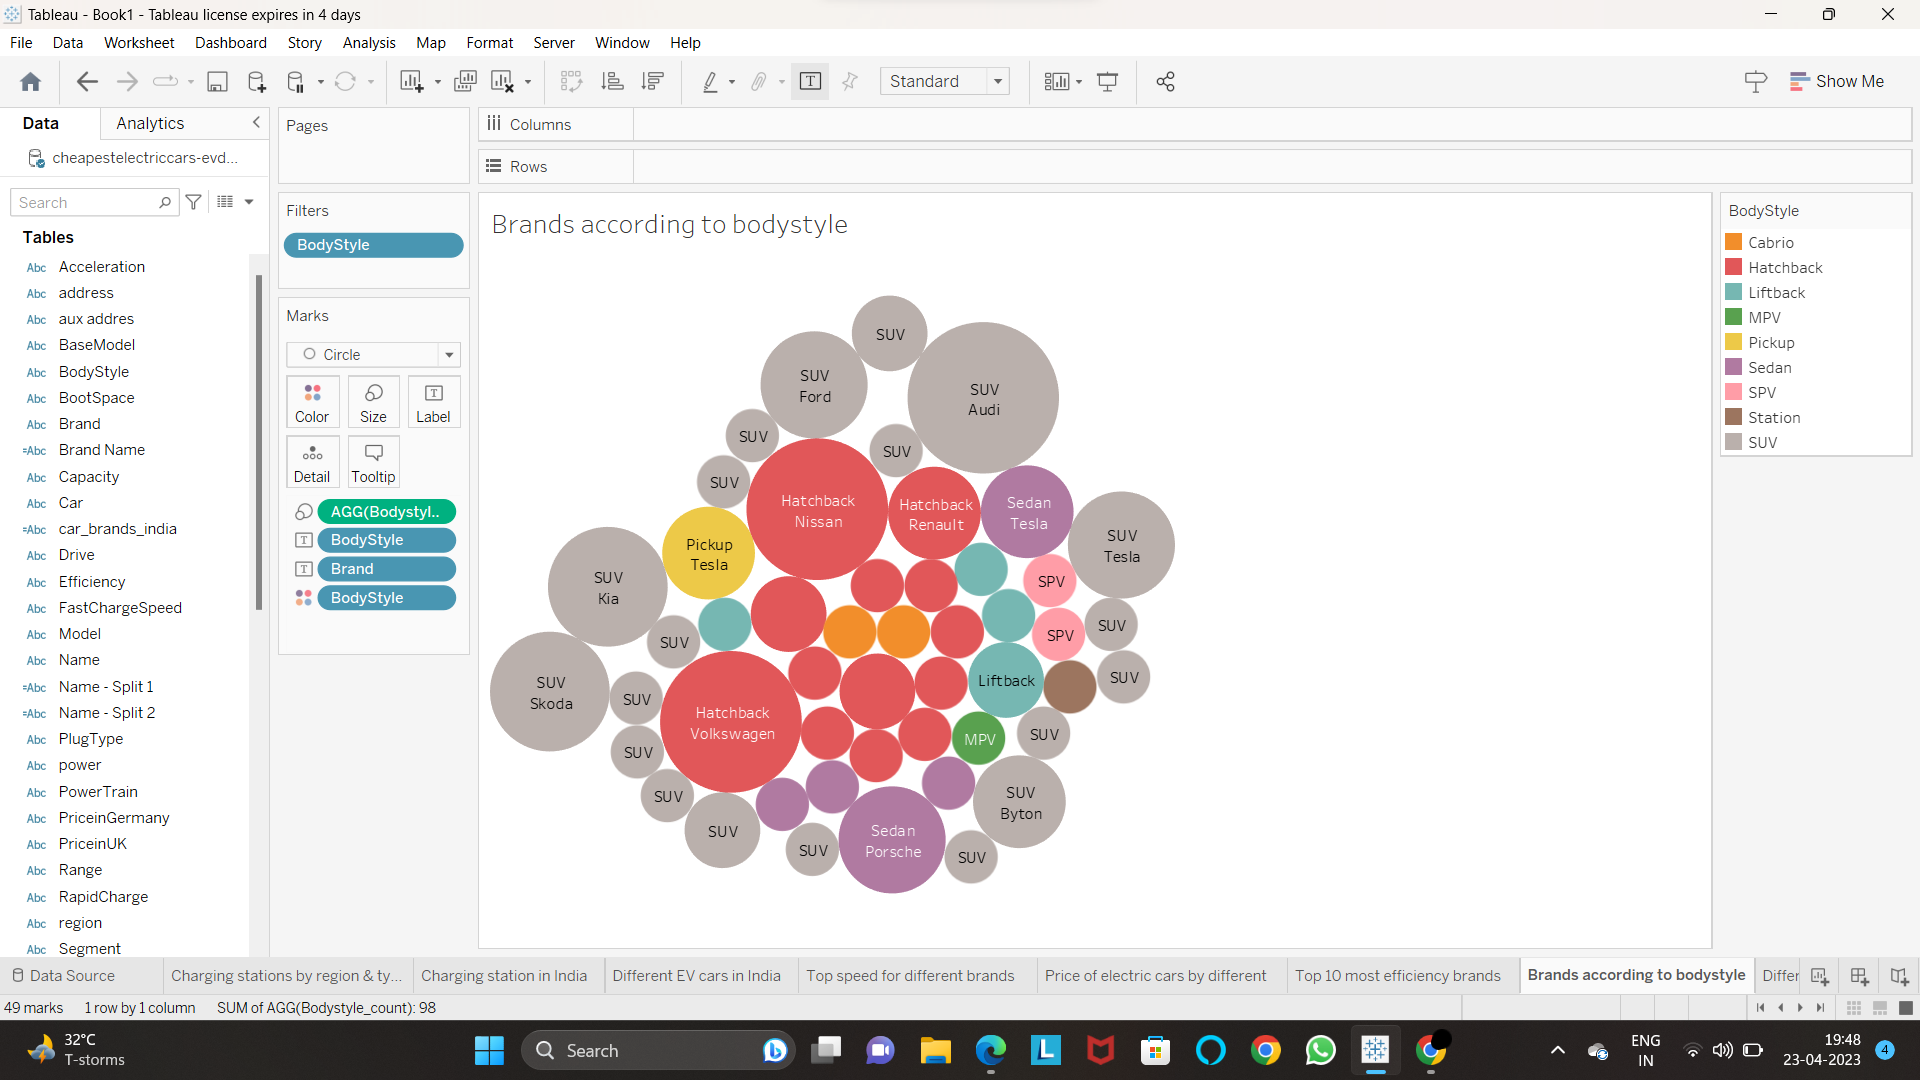 Tableau - Book1 - Tableau license expires in 4 days
File Data Worksheet Dashboard Story Analysis Map Format Server Window Help
Standard
Show Me
Data Analytics
cheapestelectriccars-evd...
Search
Tables
Abc Acceleration
Abc address
Abc aux addres
Abc BaseModel
Abc BodyStyle
Abc BootSpace
Abc Brand
=Abc Brand Name
Abc Capacity
Abc Car
=Abc car_brands_india
Abc Drive
Abc Efficiency
Abc FastChargeSpeed
Abc Model
Abc Name
=Abc Name - Split 1
=Abc Name - Split 2
Abc PlugType
Abc power
Abc PowerTrain
Abc PriceinGermany
Abc PriceinUK
Abc Range
Abc RapidCharge
Abc region
Abc Segment
Pages
Filters
BodyStyle
Marks
Circle
Color Size Label
Detail Tooltip
AGG(Bodystyl..
BodyStyle
Brand
BodyStyle
Columns
Rows
Brands according to bodystyle
SUV
SUV
Ford
SUV
Audi
SUV
SUV
SUV
Hatchback
Nissan
Hatchback
Renault
Sedan
Tesla
SUV
Tesla
Pickup
Tesla
SUV
Kia
SPV
SUV
SPV
SUV
SUV
Skoda
SUV
Liftback
SUV
Hatchback
Volkswagen
SUV
MPV
SUV
SUV
SUV
Byton
SUV
SUV
Sedan
Porsche
SUV
BodyStyle
Cabrio
Hatchback
Liftback
MPV
Pickup
Sedan
SPV
Station
SUV
Data Source Charging stations by region & ty... Charging station in India Different EV cars in India Top speed for different brands Price of electric cars by different Top 10 most efficiency brands Brands according to bodystyle Differ
49 marks 1 row by 1 column SUM of AGG(Bodystyle_count): 98
32°C
T-storms
Search
L
ENG
IN
19:48
23-04-2023
4